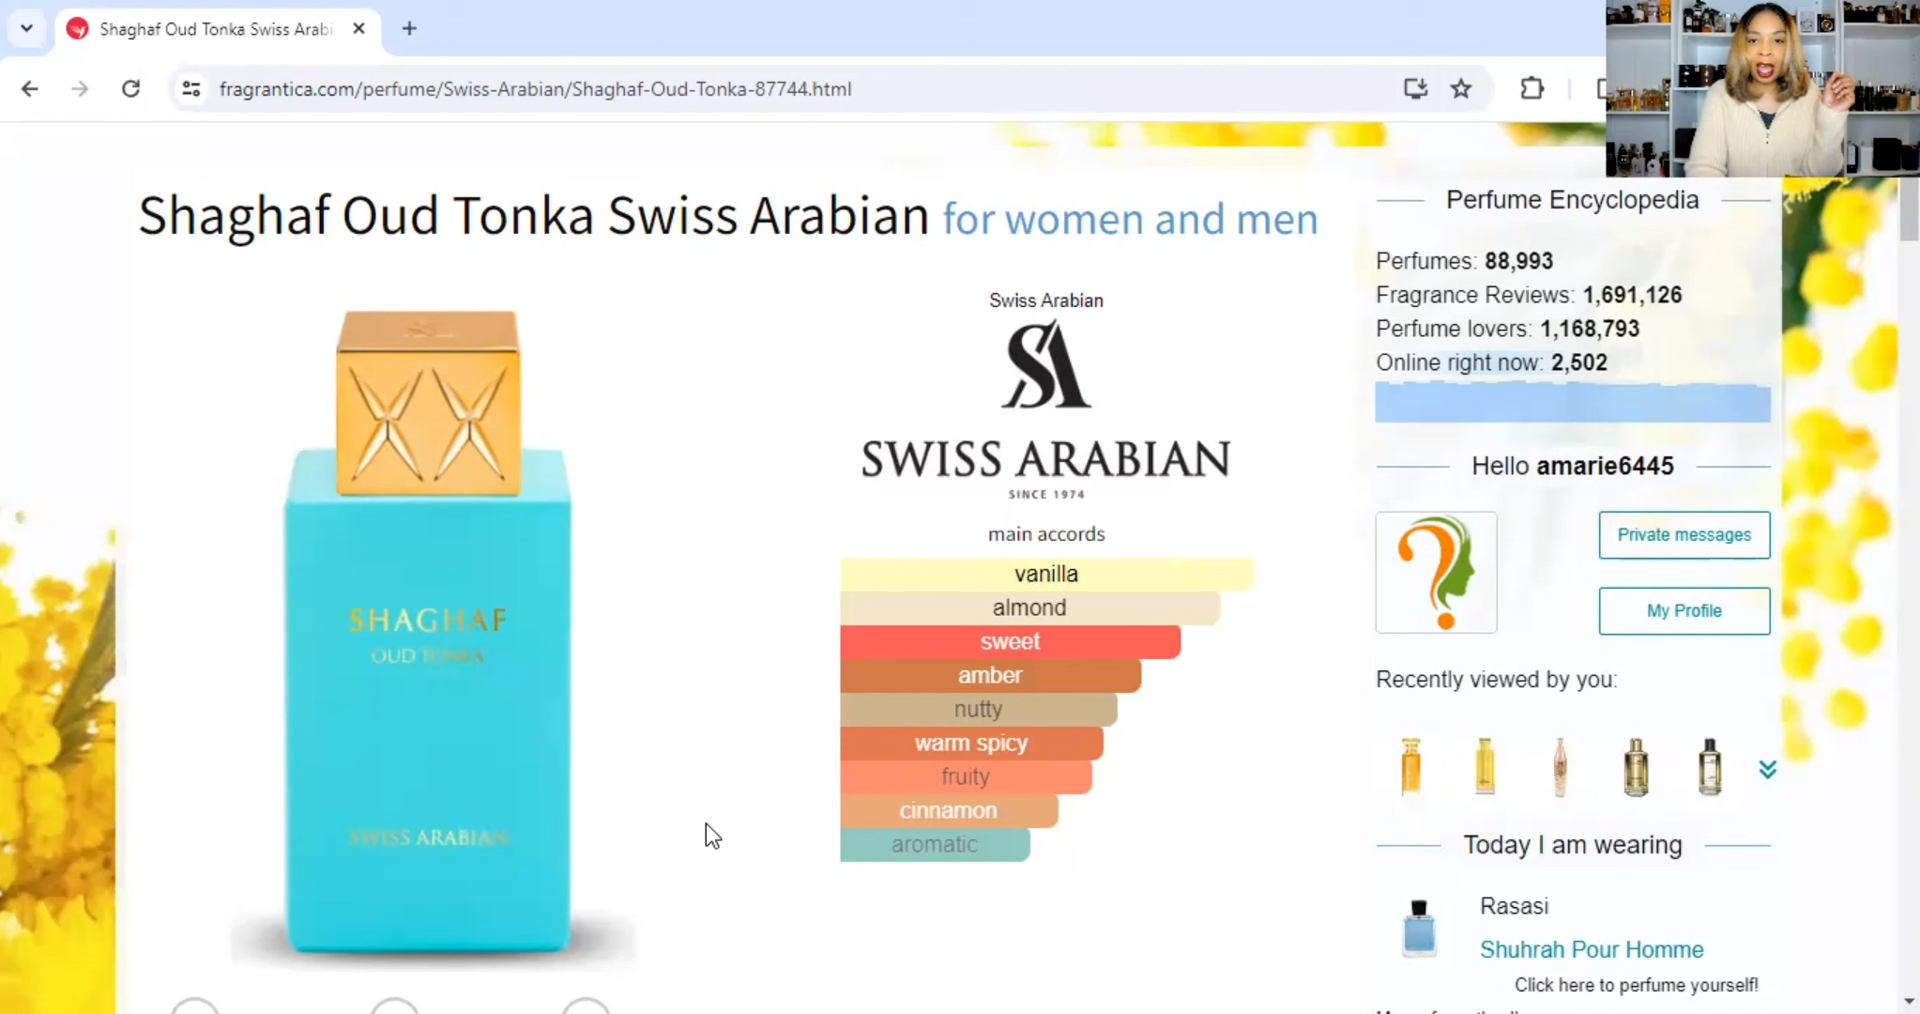 Shaghaf Oud Tonka Swiss Arabi
fragrantica.com/perfume/Swiss-Arabian/Shaghaf-Oud-Tonka-87744.html
Shaghaf Oud Tonka Swiss Arabian for women and men
SHAGHAF
OUD TONKA
SWISS ARABIAN
Swiss Arabian
SA
SWISS ARABIAN
SINCE 1974
main accords
vanilla
almond
sweet
amber
nutty
warm spicy
fruity
cinnamon
aromatic
Perfume Encyclopedia
Perfumes: 88,993
Fragrance Reviews: 1,691,126
Perfume lovers: 1,168,793
Online right now: 2,502
Hello amarie6445
Private messages
My Profile
Recently viewed by you:
Today I am wearing
Rasasi
Shuhrah Pour Homme
Click here to perfume yourself!